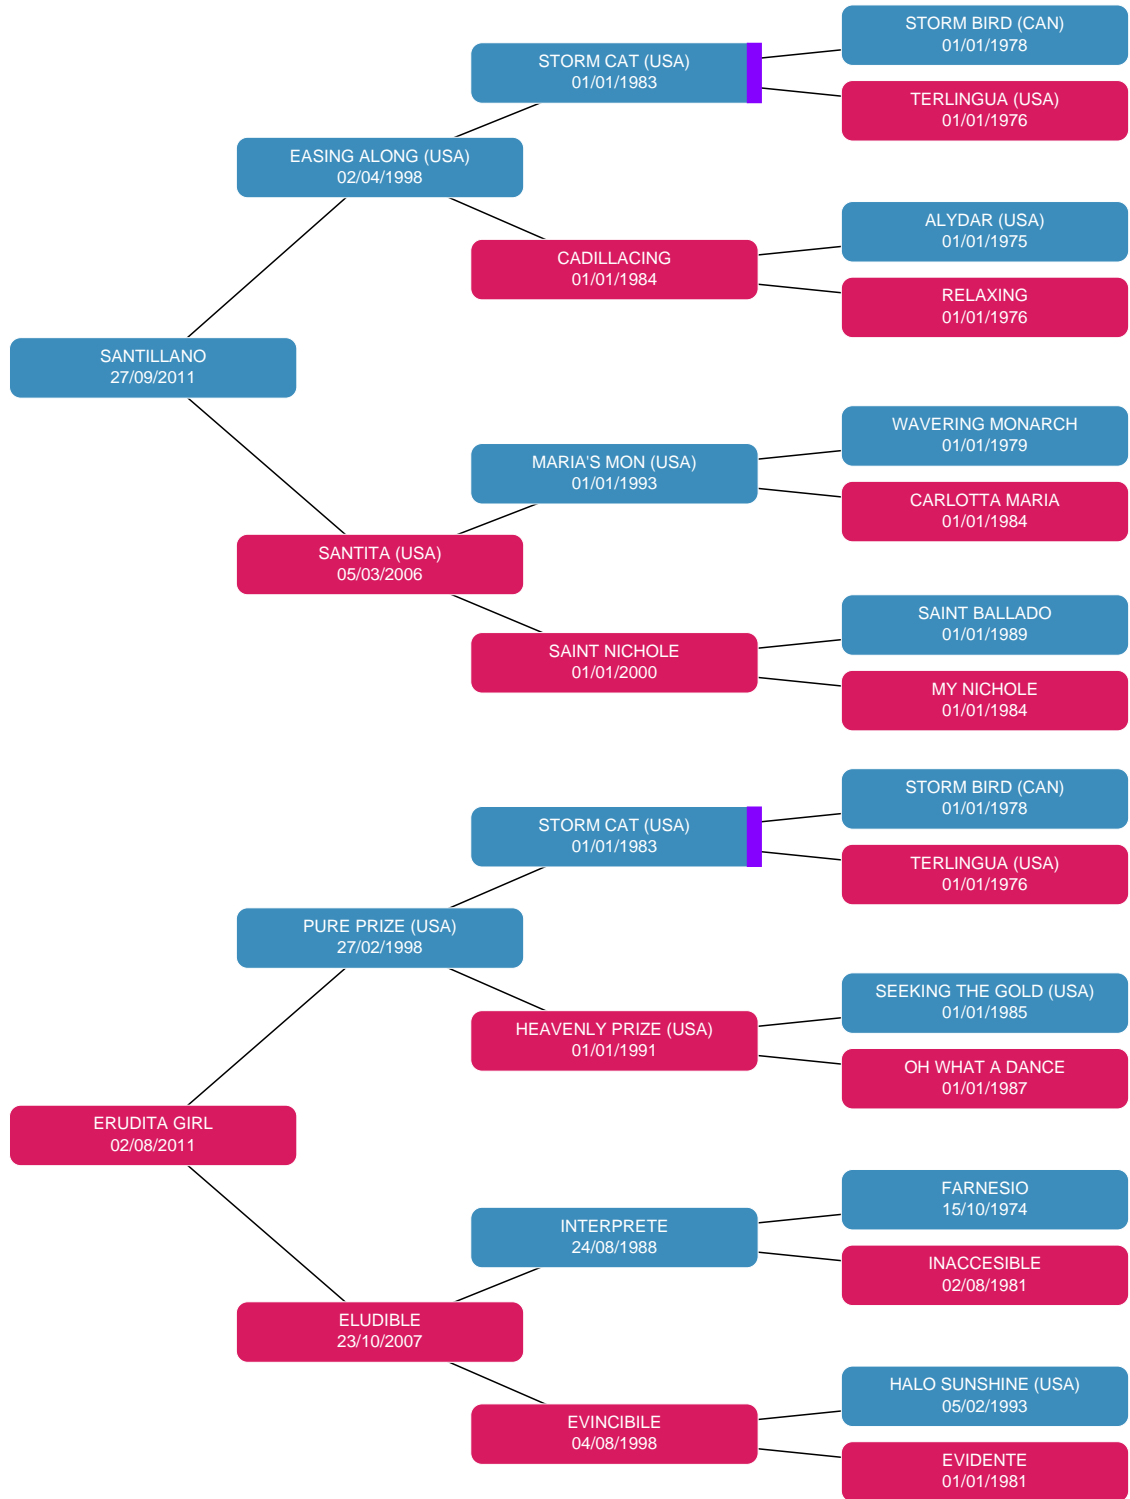 STORM BIRD (CAN)
01/01/1978
STORM CAT (USA)
01/01/1983
TERLINGUA (USA)
01/01/1976
EASING ALONG (USA)
02/04/1998
ALYDAR (USA)
01/01/1975
CADILLACING
01/01/1984
RELAXING
01/01/1976
SANTILLANO
27/09/2011
WAVERING MONARCH
01/01/1979
MARIA'S MON (USA)
01/01/1993
CARLOTTA MARIA
01/01/1984
SANTITA (USA)
05/03/2006
SAINT BALLADO
01/01/1989
SAINT NICHOLE
01/01/2000
MY NICHOLE
01/01/1984
STORM BIRD (CAN)
01/01/1978
STORM CAT (USA)
01/01/1983
TERLINGUA (USA)
01/01/1976
PURE PRIZE (USA)
27/02/1998
SEEKING THE GOLD (USA)
01/01/1985
HEAVENLY PRIZE (USA)
01/01/1991
OH WHAT A DANCE
01/01/1987
ERUDITA GIRL
02/08/2011
FARNESIO
15/10/1974
INTERPRETE
24/08/1988
INACCESIBLE
02/08/1981
ELUDIBLE
23/10/2007
HALO SUNSHINE (USA)
05/02/1993
EVINCIBILE
04/08/1998
EVIDENTE
01/01/1981